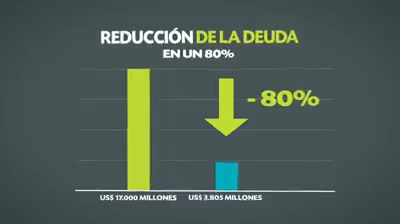 REDUCCIÓN DE LA DEUDA
EN UN 80%
- 80%
US$ 17.000 MILLONES
US$ 3.805 MILLONES